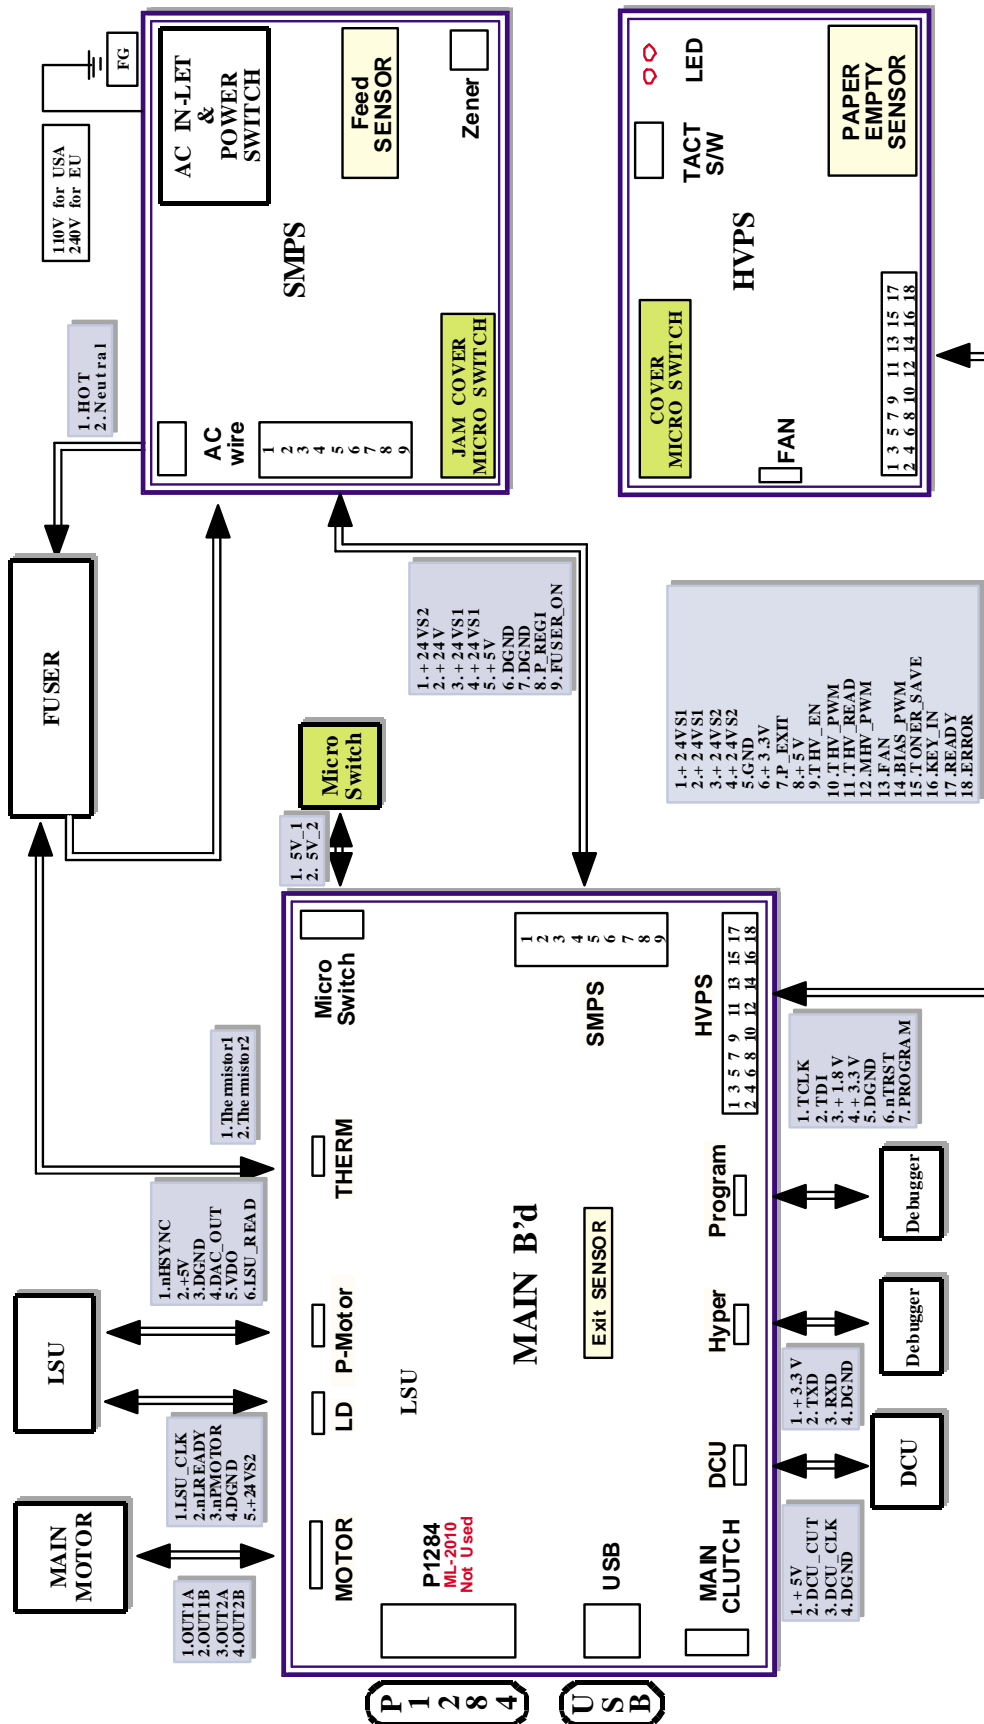 FG
110V for USA
240V for EU
AC IN-LET
&
POWER
SWITCH
Feed
SENSOR
Zener
SMPS
1.HOT
2.Neutral
AC
wire
1
2
3
4
5
6
7
8
9
JAM COVER
MICRO SWITCH
LED
TACT
S/W
PAPER
EMPTY
SENSOR
HVPS
COVER
MICRO SWITCH
FAN
1 3 5 7 9 11 13 15 17
2 4 6 8 10 12 14 16 18
FUSER
1.+24VS2
2.+24V
3.+24VS1
4.+24VS1
5.+5V
6.DGND
7.DGND
8.P_REGI
9.FUSER_ON
1.+24VS1
2.+24VS1
3.+24VS2
4.+24VS2
5.GND
6.+3.3V
7.P_EXIT
8.+5V
9.THV_EN
10.THV_PWM
11.THV_READ
12.MHV_PWM
13.FAN
14.BIAS_PWM
15.TONER_SAVE
16.KEY_IN
17.READY
18.ERROR
Micro
Switch
1. 5V_1
2. 5V_2
Micro
Switch
SMPS
1
2
3
4
5
6
7
8
9
HVPS
1 3 5 7 9 11 13 15 17
2 4 6 8 10 12 14 16 18
1.Thermistor1
2.Thermistor2
THERM
1.nHSYNC
2.+5V
3.DGND
4.DAC_OUT
5.VDO
6.LSU_READ
LSU
P-Motor
LD
LSU
MAIN B'd
Exit SENSOR
1.LSU_CLK
2.nLREADY
3.nPMOTOR
4.DGND
5.+24VS2
MAIN
MOTOR
1.OUT1A
2.OUT1B
3.OUT2A
4.OUT2B
MOTOR
P1284
ML-2010
Not Used
USB
MAIN
CLUTCH
DCU
Hyper
Program
1.TCLK
2.TDI
3.+1.8V
4.+3.3V
5.DGND
6.nTRST
7.PROGRAM
Debugger
Debugger
1.+3.3V
2.TXD
3.RXD
4.DGND
DCU
1.+5V
2.DCU_CUT
3.DCU_CLK
4.DGND
P1284
USB